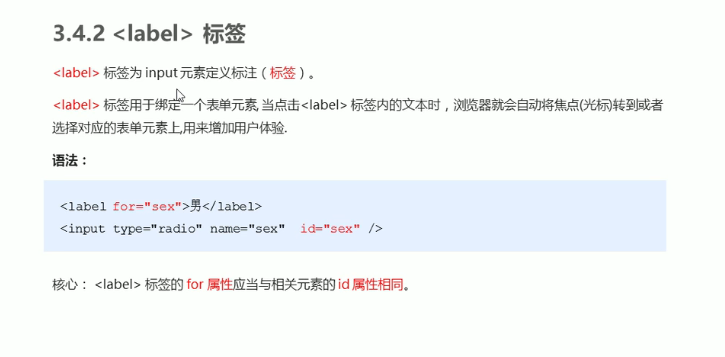 3.4.2 <label> 标签
<label> 标签为 input 元素定义标注（标签）。
<label> 标签用于绑定一个表单元素, 当点击<label> 标签内的文本时，浏览器就会自动将焦点(光标)转到或者
选择对应的表单元素上,用来增加用户体验.
语法：
<label for="sex">男</label>
<input type="radio" name="sex"  id="sex" />
核心： <label> 标签的 for 属性应当与相关元素的 id 属性相同。